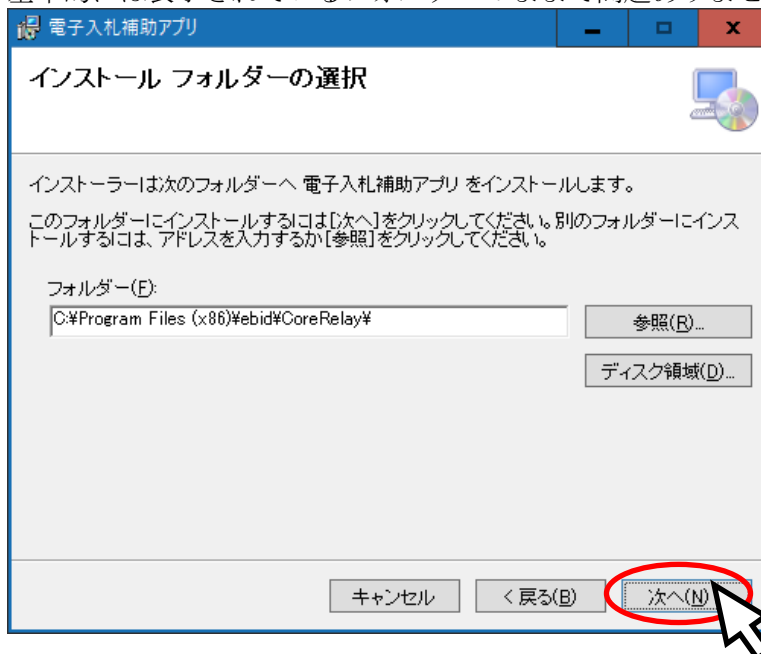 電子入札補助アプリ
インストール フォルダーの選択
インストーラーは次のフォルダーへ 電子入札補助アプリ をインストールします。
このフォルダーにインストールするには[次へ]をクリックしてください。別のフォルダーにインス
トールするには、アドレスを入力するか[参照]をクリックしてください。
フォルダー(F):
C:¥Program Files (x86)¥ebid¥CoreRelay¥
参照(R)...
ディスク領域(D)...
キャンセル
< 戻る(B)
次へ(N)